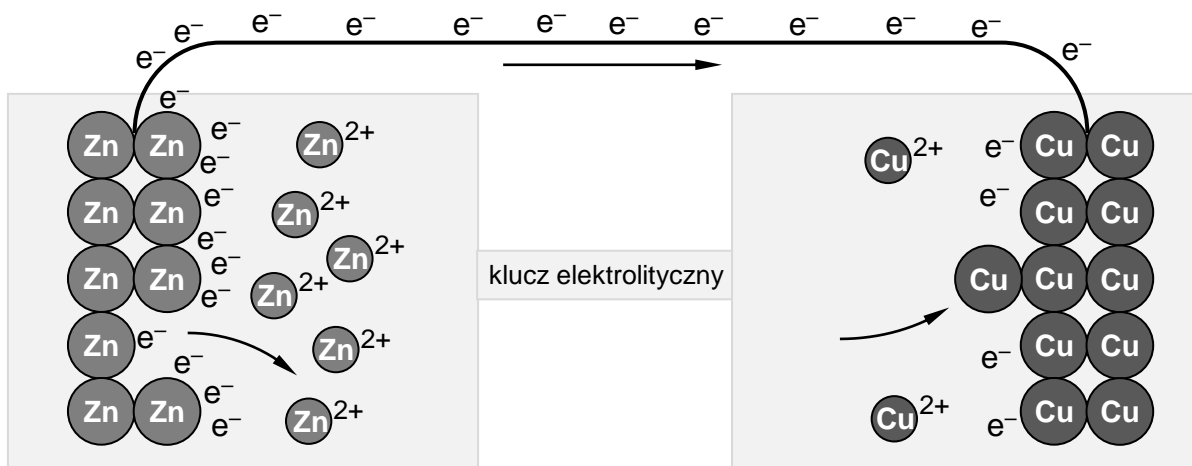 e⁻ e⁻ e⁻ e⁻ e⁻ e⁻ e⁻ e⁻ e⁻ e⁻
e⁻ e⁻
e⁻
Zn Zn e⁻ Zn²⁺ Cu²⁺ e⁻ Cu Cu
e⁻
Zn Zn e⁻ Zn²⁺ e⁻ Cu Cu
e⁻ Zn²⁺
Zn Zn e⁻ klucz elektrolityczny Cu Cu Cu
e⁻ Zn²⁺
Zn e⁻ Zn²⁺ e⁻ Cu Cu
e⁻
e⁻
Zn Zn e⁻ Zn²⁺ Cu²⁺ e⁻ Cu Cu